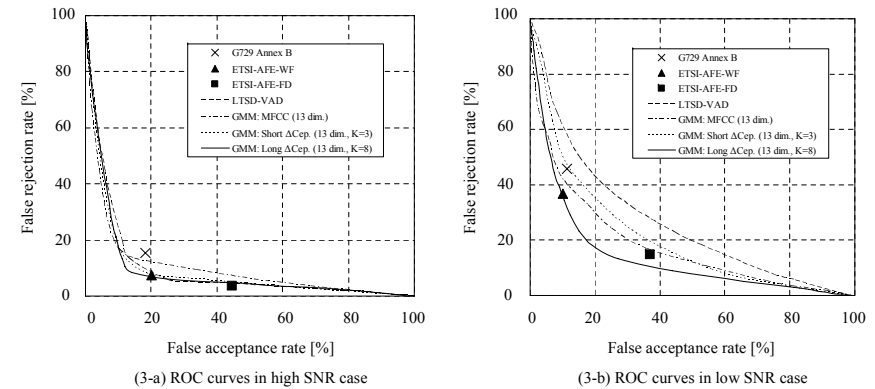 False rejection rate [%]
100
80
60
40
20
0
G729 Annex B
ETSI-AFE-WF
ETSI-AFE-FD
LTSD-VAD
GMM: MFCC (13 dim.)
GMM: Short ΔCep. (13 dim., K=3)
GMM: Long ΔCep. (13 dim., K=8)
0 20 40 60 80 100
False acceptance rate [%]
(3-a) ROC curves in high SNR case
False rejection rate [%]
100
80
60
40
20
0
G729 Annex B
ETSI-AFE-WF
ETSI-AFE-FD
LTSD-VAD
GMM: MFCC (13 dim.)
GMM: Short ΔCep. (13 dim., K=3)
GMM: Long ΔCep. (13 dim., K=8)
0 20 40 60 80 100
False acceptance rate [%]
(3-b) ROC curves in low SNR case